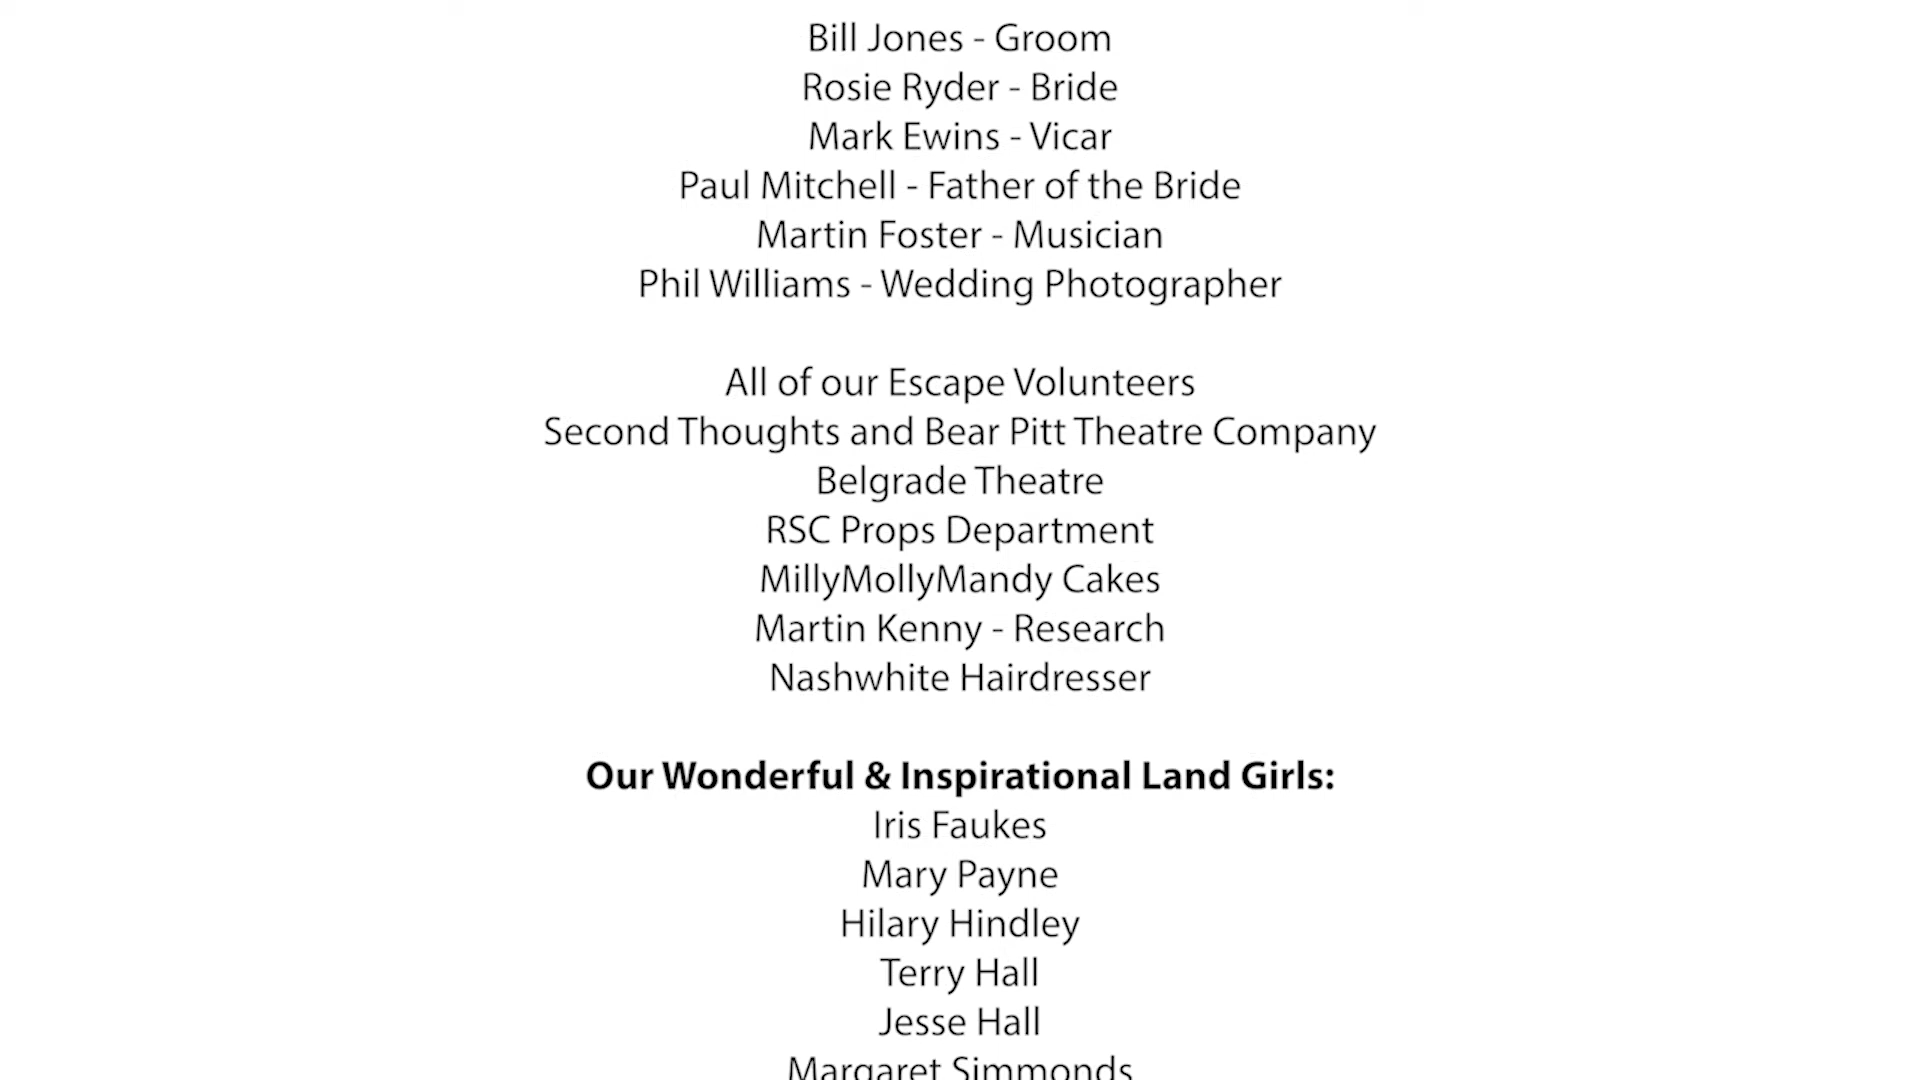 Bill Jones - Groom
Rosie Ryder - Bride
Mark Ewins - Vicar
Paul Mitchell - Father of the Bride
Martin Foster - Musician
Phil Williams - Wedding Photographer
All of our Escape Volunteers
Second Thoughts and Bear Pitt Theatre Company
Belgrade Theatre
RSC Props Department
MillyMollyMandy Cakes
Martin Kenny - Research
Nashwhite Hairdresser
Our Wonderful & Inspirational Land Girls:
Iris Faukes
Mary Payne
Hilary Hindley
Terry Hall
Jesse Hall
Margaret Simmonds